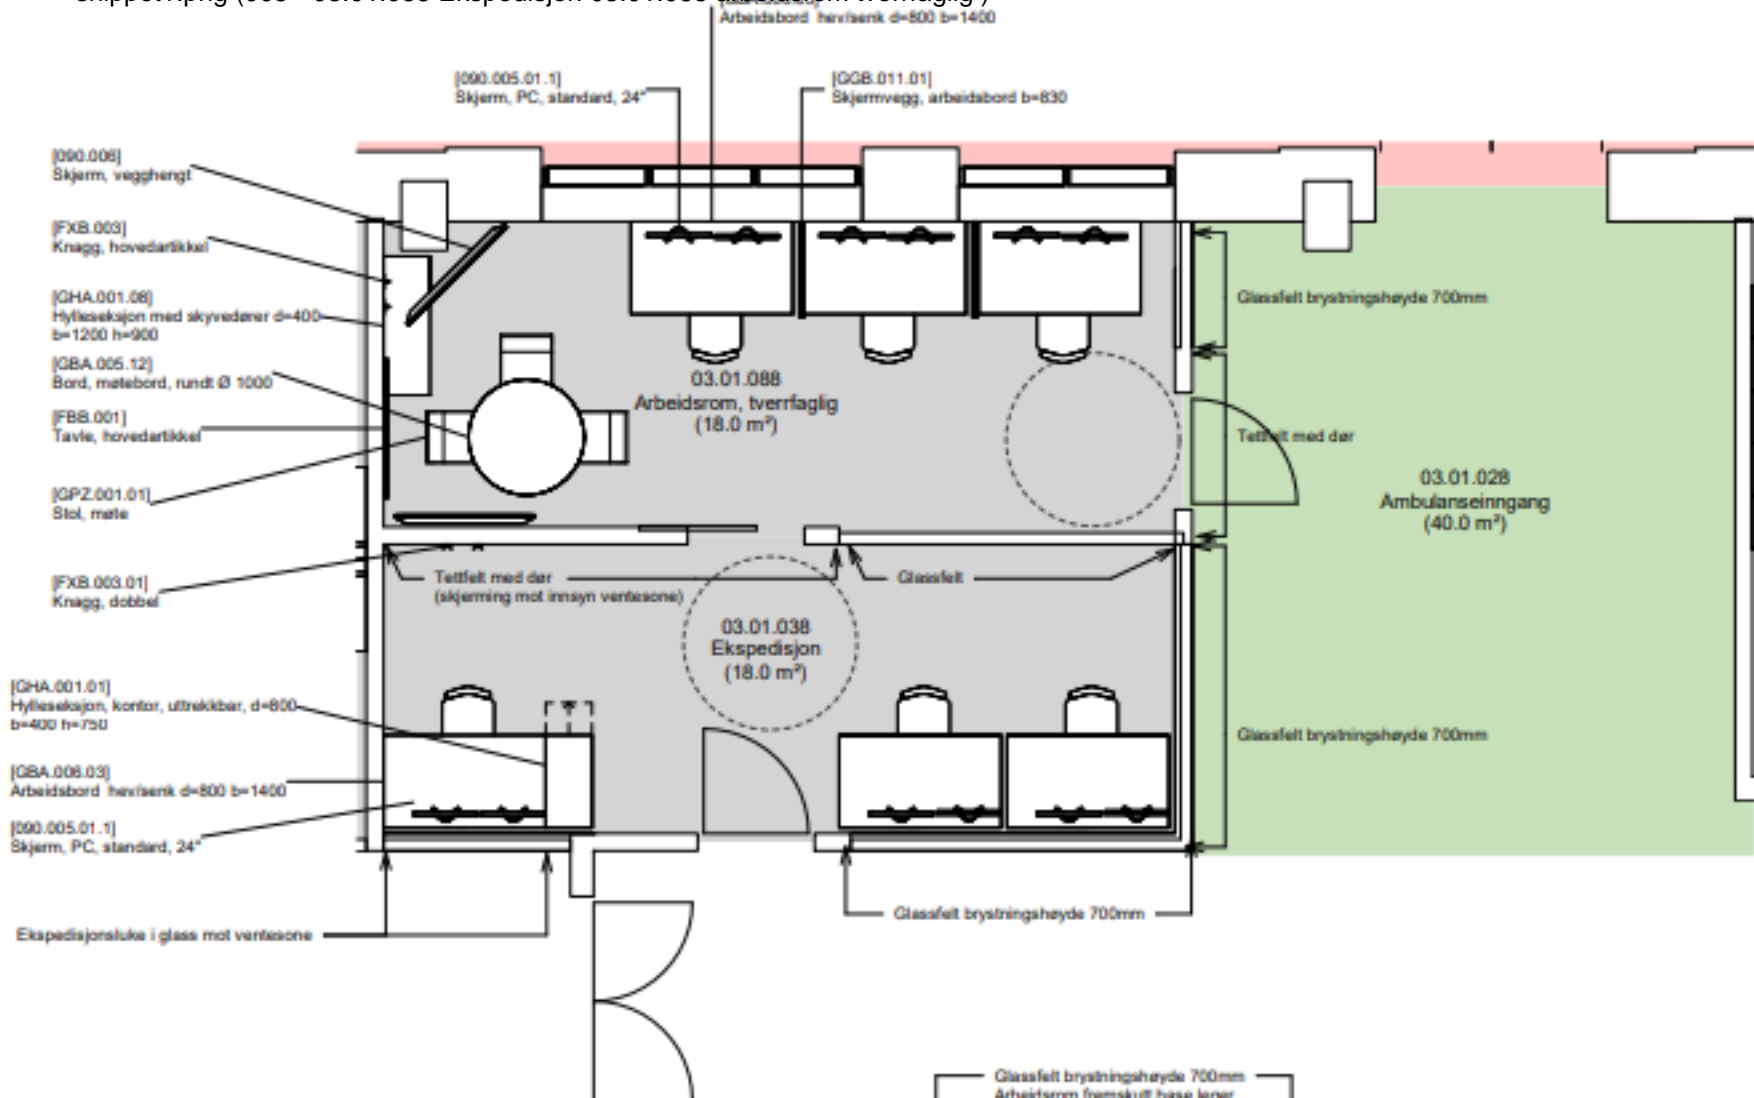 Arbeidsbord hev/senk d=800 b=1400
[090.005.01.1]
Skjerm, PC, standard, 24"
[GGB.011.01]
Skjermvegg, arbeidsbord b=830
[090.006]
Skjerm, vegghengt
[FXB.003]
Knagg, hovedartikkel
[GHA.001.08]
Hylleseksjon med skyvedører d=400
b=1200 h=900
[GBA.005.12]
Bord, møtebord, rundt Ø 1000
[FBB.001]
Tavle, hovedartikkel
[GPZ.001.01]
Stol, møte
[FXB.003.01]
Knagg, dobbel
[GHA.001.01]
Hylleseksjon, kontor, uttrekkbar, d=800
b=400 h=750
[GBA.006.03]
Arbeidsbord hev/senk d=800 b=1400
[090.005.01.1]
Skjerm, PC, standard, 24"
Ekspedisjonsluke i glass mot ventesone
03.01.088
Arbeidsrom, tverrfaglig
(18.0 m²)
Tettfelt med dør
(skjerming mot innsyn ventesone)
Glassfelt
03.01.038
Ekspedisjon
(18.0 m²)
Glassfelt brystningshøyde 700mm
Tettfelt med dør
03.01.028
Ambulanseinngang
(40.0 m²)
Glassfelt brystningshøyde 700mm
Glassfelt brystningshøyde 700mm
Glassfelt brystningshøyde 700mm
Arbeidsrom fremskutt base leger